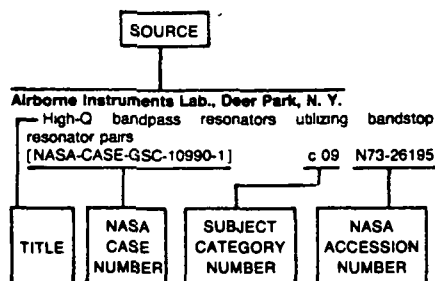 SOURCE
Airborne Instruments Lab., Deer Park, N. Y.
High-Q bandpass resonators utilizing bandstop
resonator pairs
[NASA-CASE-GSC-10990-1] c 09 N73-26195
TITLE
NASA
CASE
NUMBER
SUBJECT
CATEGORY
NUMBER
NASA
ACCESSION
NUMBER